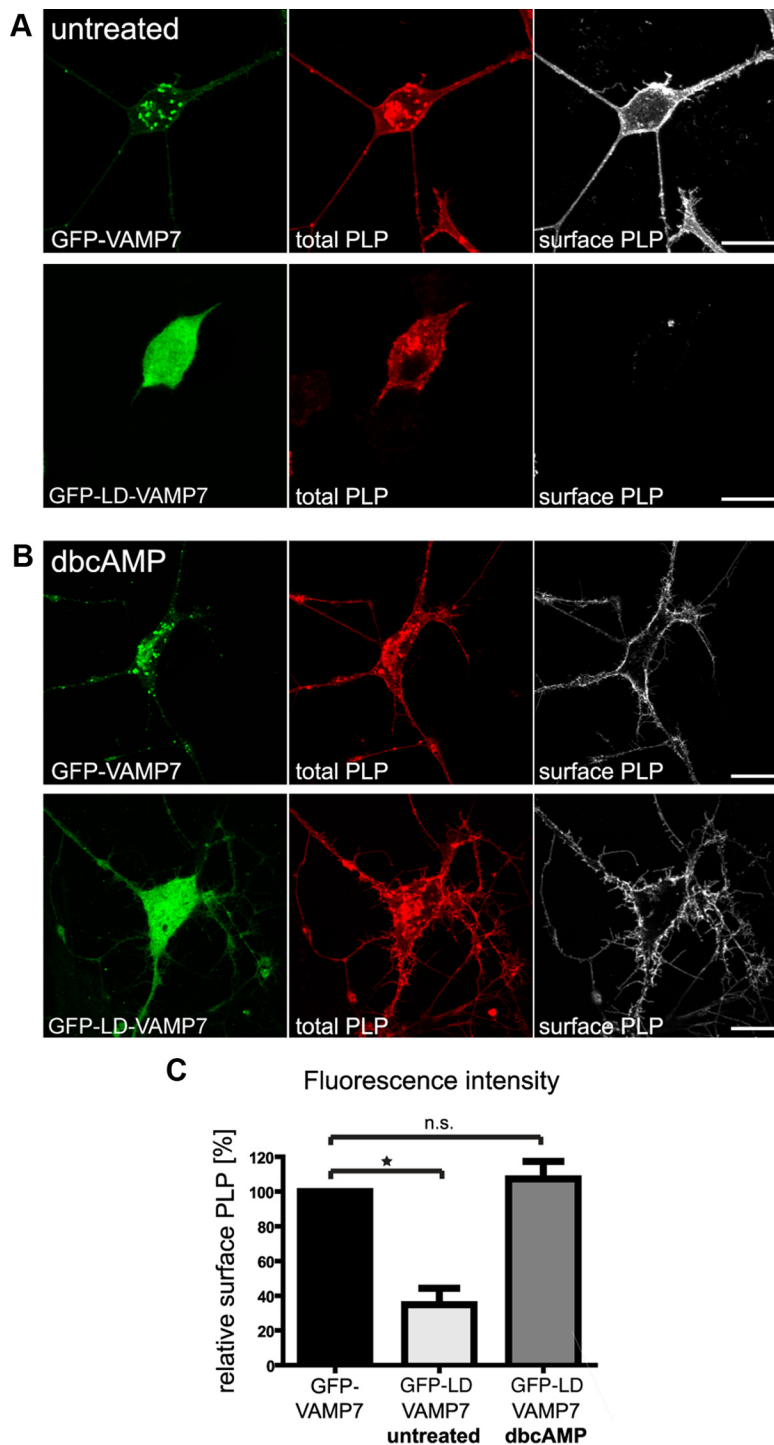 A
untreated
GFP-VAMP7
total PLP
surface PLP
GFP-LD-VAMP7
total PLP
surface PLP
B
dbcAMP
GFP-VAMP7
total PLP
surface PLP
GFP-LD-VAMP7
total PLP
surface PLP
C
Fluorescence intensity
n.s.
★
relative surface PLP [%]
120
100
80
60
40
20
0
GFP-
VAMP7
GFP-LD
VAMP7
untreated
GFP-LD
VAMP7
dbcAMP